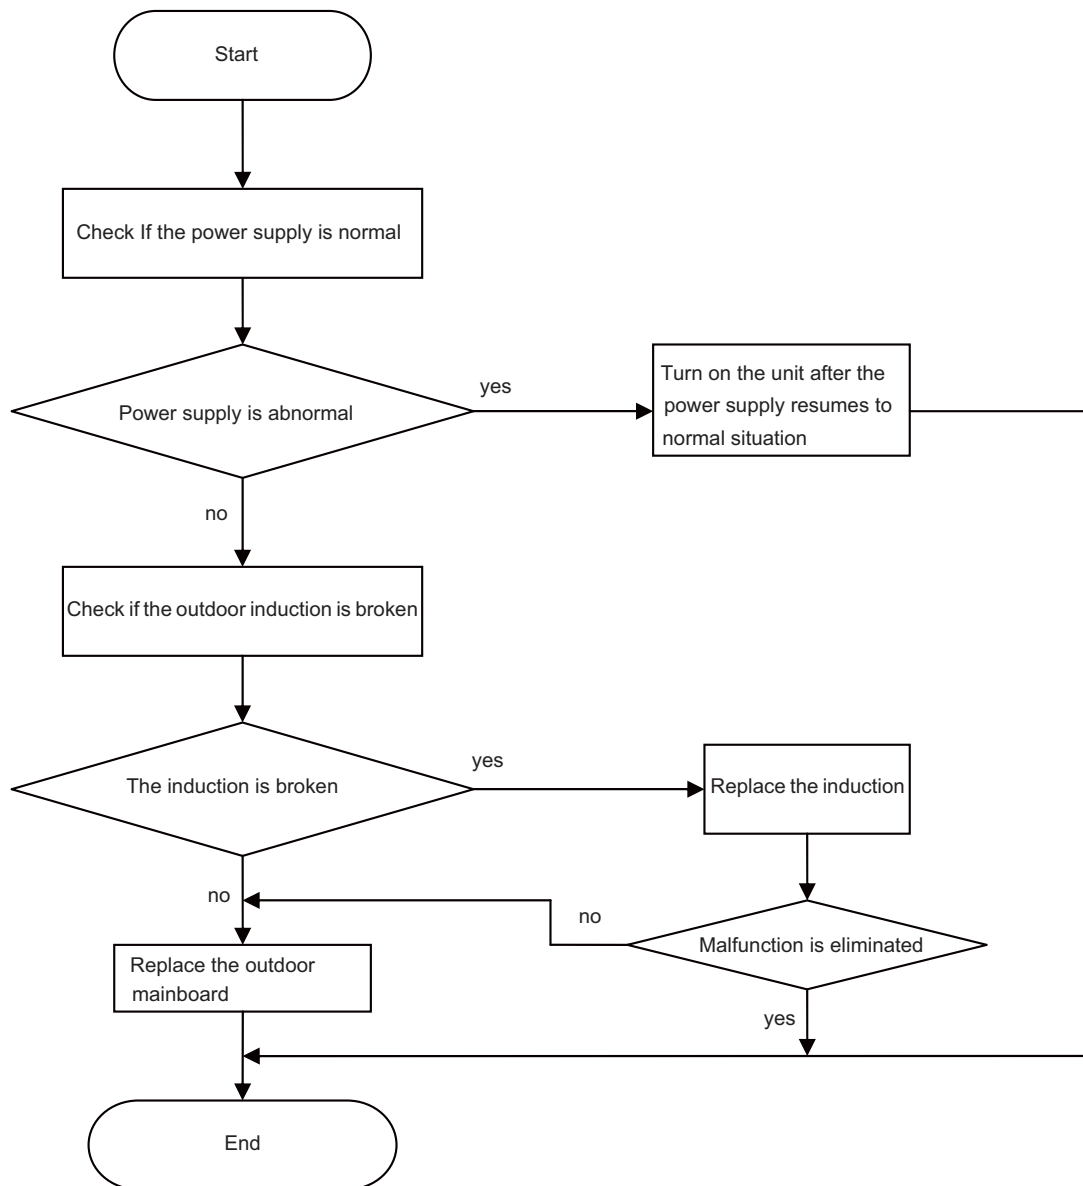 Start
Check If the power supply is normal
Power supply is abnormal
yes
Turn on the unit after the
power supply resumes to
normal situation
no
Check if the outdoor induction is broken
The induction is broken
yes
Replace the induction
no
no
Malfunction is eliminated
Replace the outdoor
mainboard
yes
End